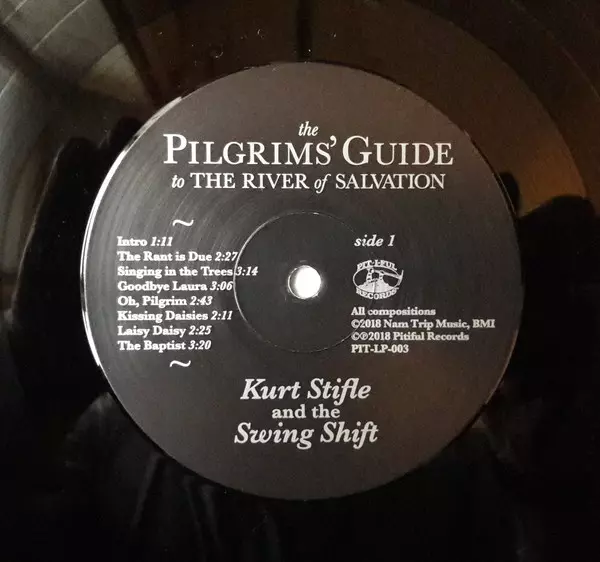 the
PILGRIMS' GUIDE
to THE RIVER of SALVATION
~
Intro 1:11
The Rant is Due 2:27
Singing in the Trees 3:14
Goodbye Laura 3:06
Oh, Pilgrim 2:43
Kissing Daisies 2:11
Laisy Daisy 2:25
The Baptist 3:20
~
side 1
PIT-I-FUL
RECORDS
All compositions
©2018 Nam Trip Music, BMI
©℗2018 Pitiful Records
PIT-LP-003
Kurt Stifle
and the
Swing Shift